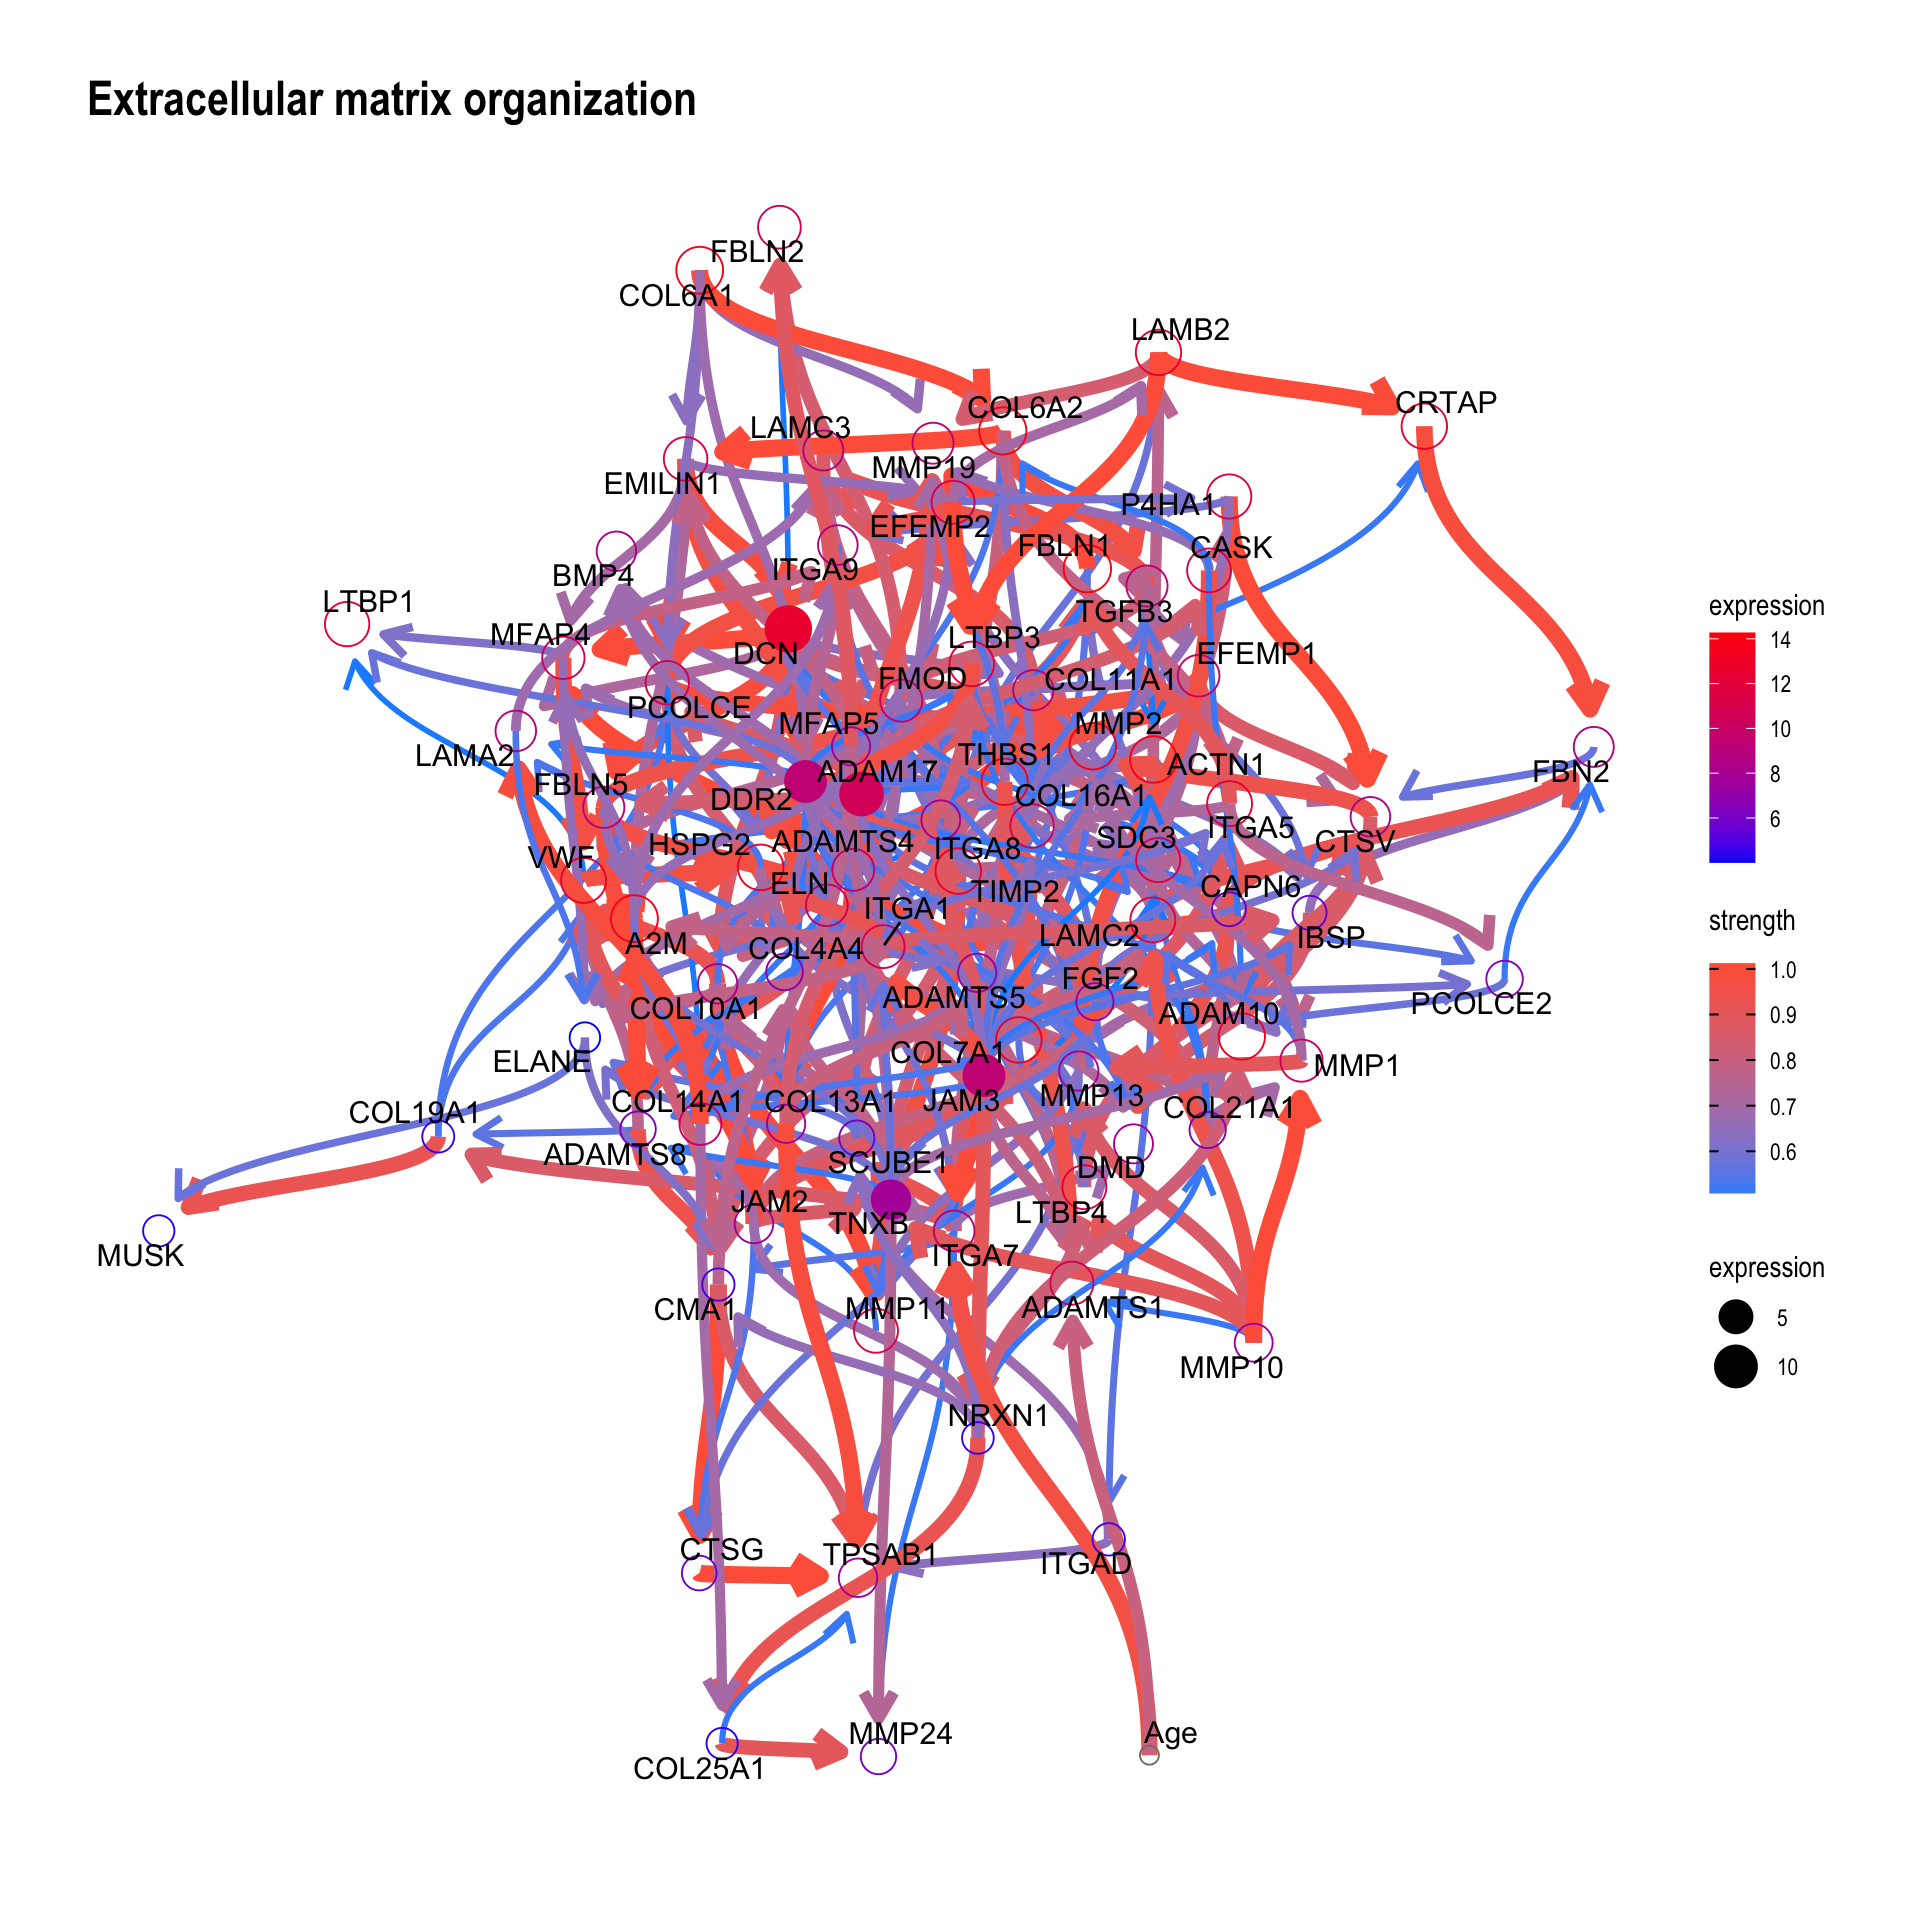 Extracellular matrix organization
FBLN2
COL6A1
LAMB2
CRTAP
COL6A2
LAMC3
MMP19
EMILIN1
P4HA1
EFEMP2
FBLN1
CASK
ITGA9
BMP4
LTBP1
TGFB3
MFAP4
LTBP3
DCN
EFEMP1
FMOD
COL11A1
PCOLCE
MFAP5
MMP2
LAMA2
THBS1
ACTN1
ADAM17
FBN2
FBLN5
DDR2
COL16A1
ITGA5
SDC3
CTSV
HSPG2
ADAMTS4
ITGA8
VWF
ELN
TIMP2
CAPN6
ITGA1
A2M
COL4A4
LAMC2
IBSP
FGF2
ADAMTS5
COL10A1
ADAM10
PCOLCE2
ELANE
COL7A1
MMP1
COL19A1
COL14A1
COL13A1
JAM3
MMP13
COL21A1
ADAMTS8
SCUBE1
DMD
JAM2
TNXB
LTBP4
MUSK
ITGA7
CMA1
MMP11
ADAMTS1
MMP10
NRXN1
CTSG
TPSAB1
ITGAD
MMP24
Age
COL25A1
expression
14
12
10
8
6
strength
1.0
0.9
0.8
0.7
0.6
expression
5
10